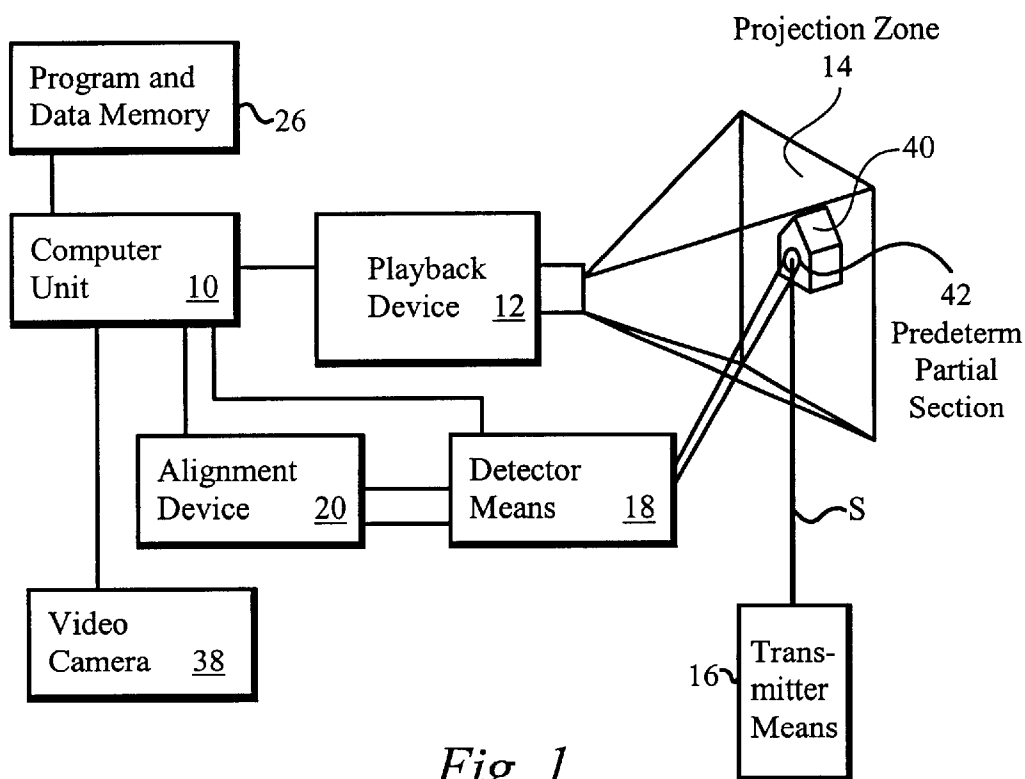 Projection Zone
14
Program and
Data Memory
26
40
Computer
Unit
10
Playback
Device
12
42
Predeterm
Partial
Section
Alignment
Device
20
Detector
Means
18
S
Video
Camera
38
16
Trans-
mitter
Means
Fig. 1